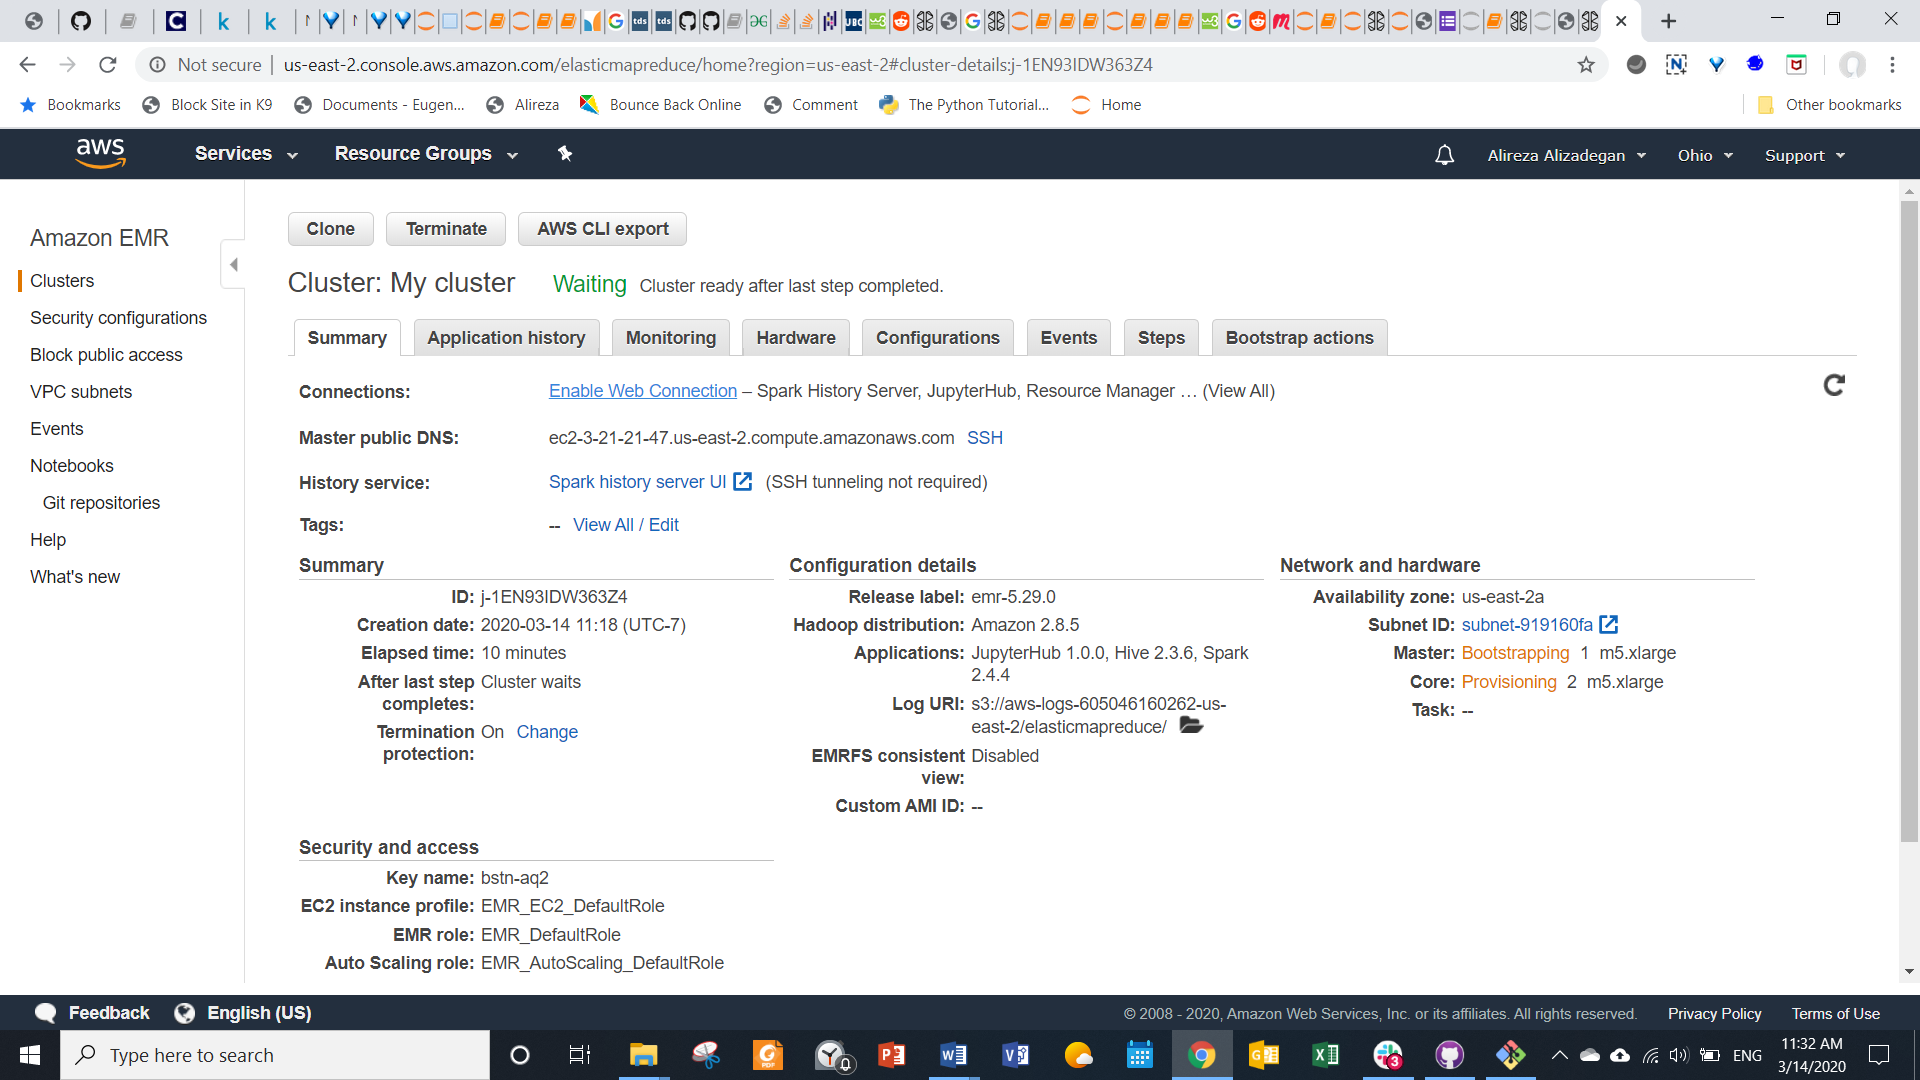 Not secure | us-east-2.console.aws.amazon.com/elasticmapreduce/home?region=us-east-2#cluster-details:j-1EN93IDW363Z4
Bookmarks Block Site in K9 Documents - Eugen... Alireza Bounce Back Online Comment The Python Tutorial... Home Other bookmarks
aws Services Resource Groups Alireza Alizadegan Ohio Support
Amazon EMR
Clusters
Security configurations
Block public access
VPC subnets
Events
Notebooks
Git repositories
Help
What's new
Clone Terminate AWS CLI export
Cluster: My cluster Waiting Cluster ready after last step completed.
Summary Application history Monitoring Hardware Configurations Events Steps Bootstrap actions
Connections: Enable Web Connection – Spark History Server, JupyterHub, Resource Manager … (View All)
Master public DNS: ec2-3-21-21-47.us-east-2.compute.amazonaws.com SSH
History service: Spark history server UI (SSH tunneling not required)
Tags: -- View All / Edit
Summary
ID: j-1EN93IDW363Z4
Creation date: 2020-03-14 11:18 (UTC-7)
Elapsed time: 10 minutes
After last step Cluster waits
completes:
Termination On Change
protection:
Configuration details
Release label: emr-5.29.0
Hadoop distribution: Amazon 2.8.5
Applications: JupyterHub 1.0.0, Hive 2.3.6, Spark
2.4.4
Log URI: s3://aws-logs-605046160262-us-
east-2/elasticmapreduce/
EMRFS consistent Disabled
view:
Custom AMI ID: --
Network and hardware
Availability zone: us-east-2a
Subnet ID: subnet-919160fa
Master: Bootstrapping 1 m5.xlarge
Core: Provisioning 2 m5.xlarge
Task: --
Security and access
Key name: bstn-aq2
EC2 instance profile: EMR_EC2_DefaultRole
EMR role: EMR_DefaultRole
Auto Scaling role: EMR_AutoScaling_DefaultRole
Feedback English (US) © 2008 - 2020, Amazon Web Services, Inc. or its affiliates. All rights reserved. Privacy Policy Terms of Use
Type here to search
ENG
11:32 AM
3/14/2020